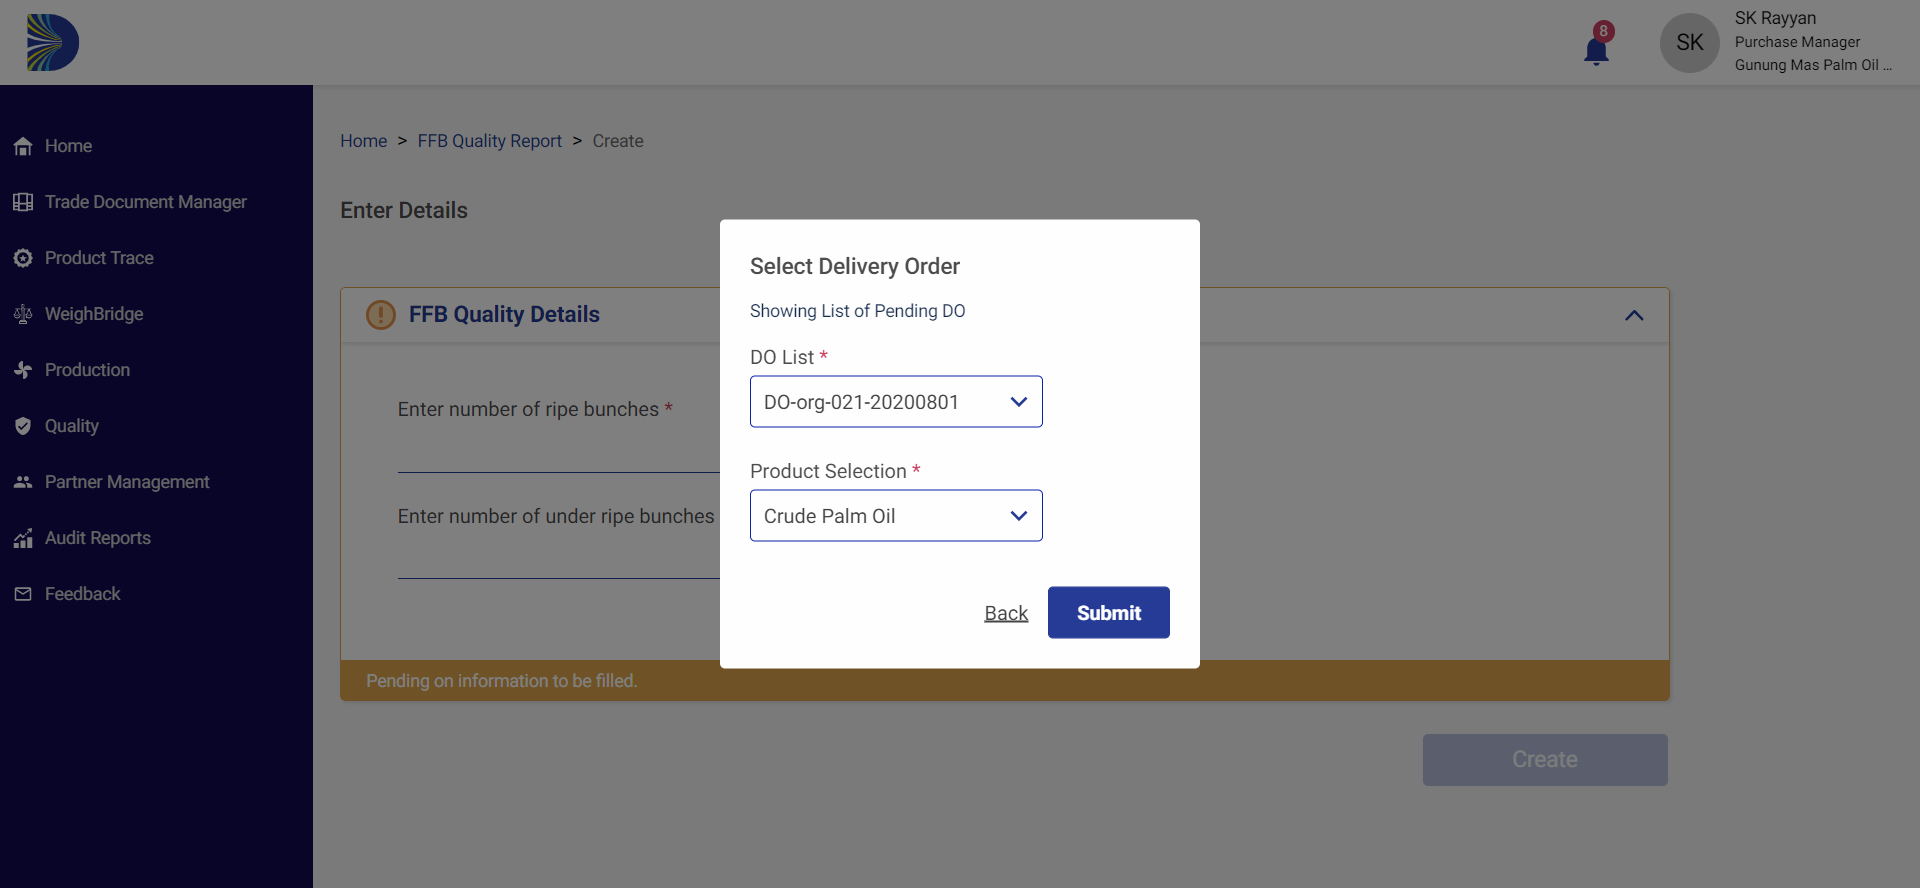 8
SK
SK Rayyan
Purchase Manager
Gunung Mas Palm Oil ...
Home
Trade Document Manager
Product Trace
WeighBridge
Production
Quality
Partner Management
Audit Reports
Feedback
Home > FFB Quality Report > Create
Enter Details
FFB Quality Details
Enter number of ripe bunches *
Enter number of under ripe bunches
Pending on information to be filled.
Create
Select Delivery Order
Showing List of Pending DO
DO List *
DO-org-021-20200801
Product Selection *
Crude Palm Oil
Back
Submit